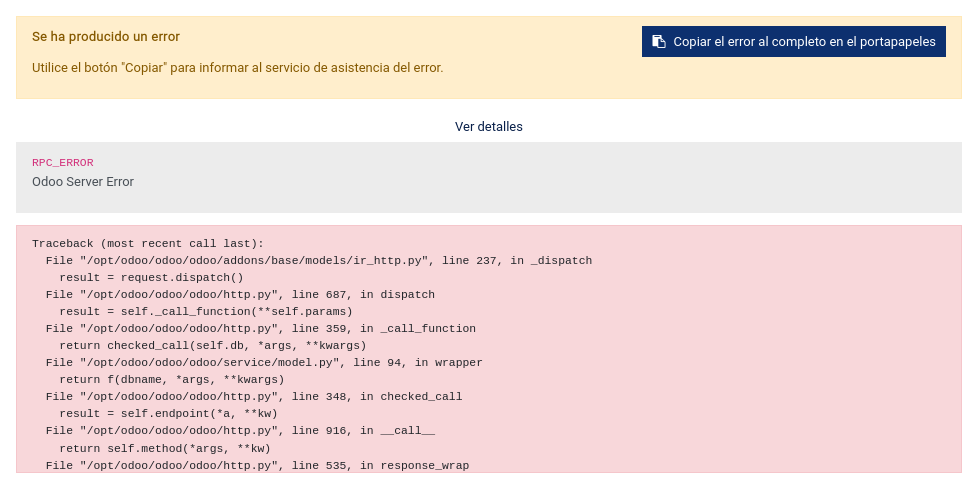 Se ha producido un error
Copiar el error al completo en el portapapeles
Utilice el botón "Copiar" para informar al servicio de asistencia del error.
Ver detalles
RPC_ERROR
Odoo Server Error
Traceback (most recent call last):
  File "/opt/odoo/odoo/odoo/addons/base/models/ir_http.py", line 237, in _dispatch
    result = request.dispatch()
  File "/opt/odoo/odoo/odoo/http.py", line 687, in dispatch
    result = self._call_function(**self.params)
  File "/opt/odoo/odoo/odoo/http.py", line 359, in _call_function
    return checked_call(self.db, *args, **kwargs)
  File "/opt/odoo/odoo/odoo/service/model.py", line 94, in wrapper
    return f(dbname, *args, **kwargs)
  File "/opt/odoo/odoo/odoo/http.py", line 348, in checked_call
    result = self.endpoint(*a, **kw)
  File "/opt/odoo/odoo/odoo/http.py", line 916, in __call__
    return self.method(*args, **kw)
  File "/opt/odoo/odoo/odoo/http.py", line 535, in response_wrap